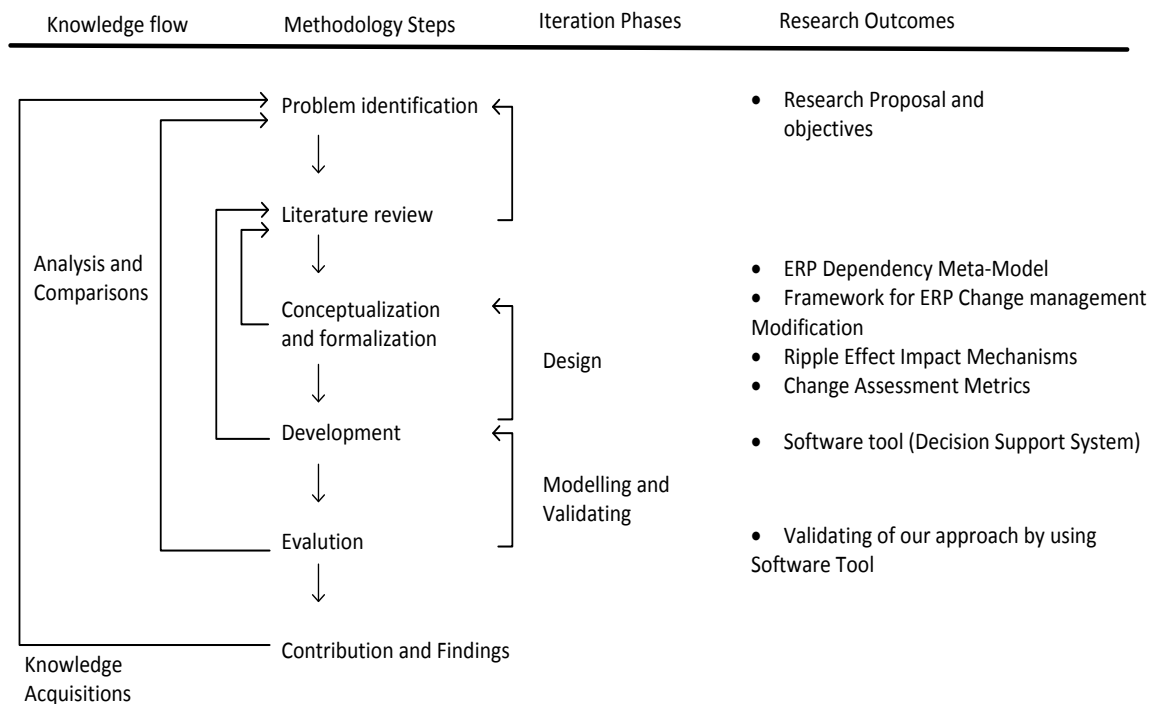 Knowledge flow
Methodology Steps
Iteration Phases
Research Outcomes
Problem identification
• Research Proposal and
objectives
Literature review
Analysis and
Comparisons
Conceptualization
and formalization
Design
• ERP Dependency Meta-Model
• Framework for ERP Change management
Modification
• Ripple Effect Impact Mechanisms
• Change Assessment Metrics
Development
• Software tool (Decision Support System)
Modelling and
Validating
Evalution
• Validating of our approach by using
Software Tool
Contribution and Findings
Knowledge
Acquisitions